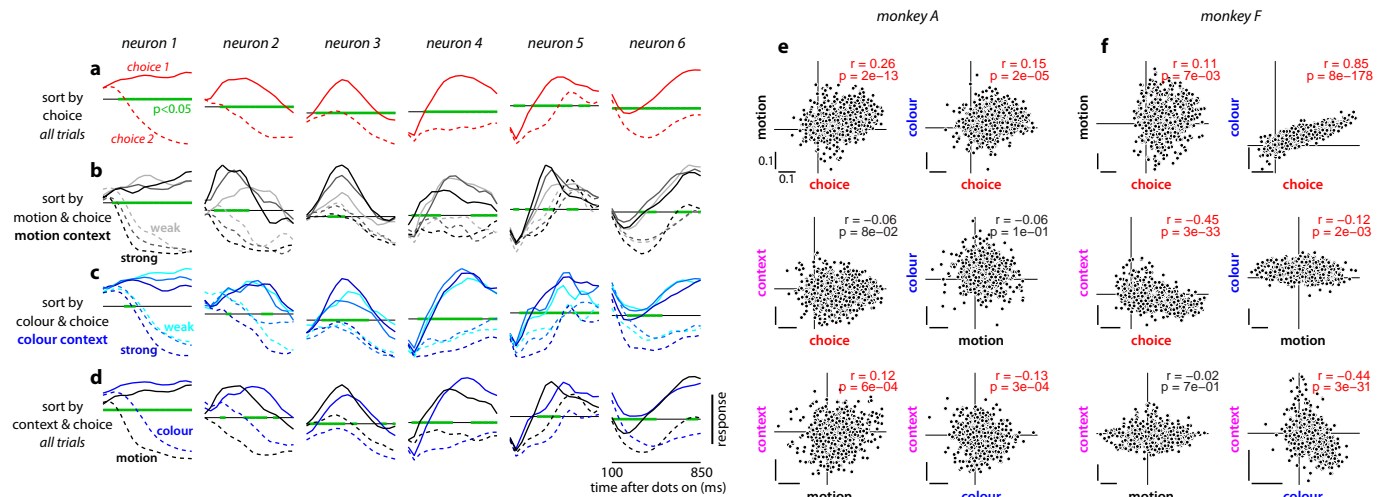 monkey A
monkey F
neuron 1
neuron 2
neuron 3
neuron 4
neuron 5
neuron 6
a
sort by
choice
all trials
choice 1
p<0.05
choice 2
b
sort by
motion & choice
motion context
weak
strong
c
sort by
colour & choice
colour context
weak
strong
d
sort by
context & choice
all trials
colour
motion
response
100
850
time after dots on (ms)
e
r = 0.26
p = 2e−13
motion
0.1
0.1
choice
r = 0.15
p = 2e−05
colour
choice
r = −0.06
p = 8e−02
context
choice
r = −0.06
p = 1e−01
colour
motion
r = 0.12
p = 6e−04
context
motion
r = −0.13
p = 3e−04
context
colour
f
r = 0.11
p = 7e−03
motion
choice
r = 0.85
p = 8e−178
colour
choice
r = −0.45
p = 3e−33
context
choice
r = −0.12
p = 2e−03
colour
motion
r = −0.02
p = 7e−01
context
motion
r = −0.44
p = 3e−31
context
colour